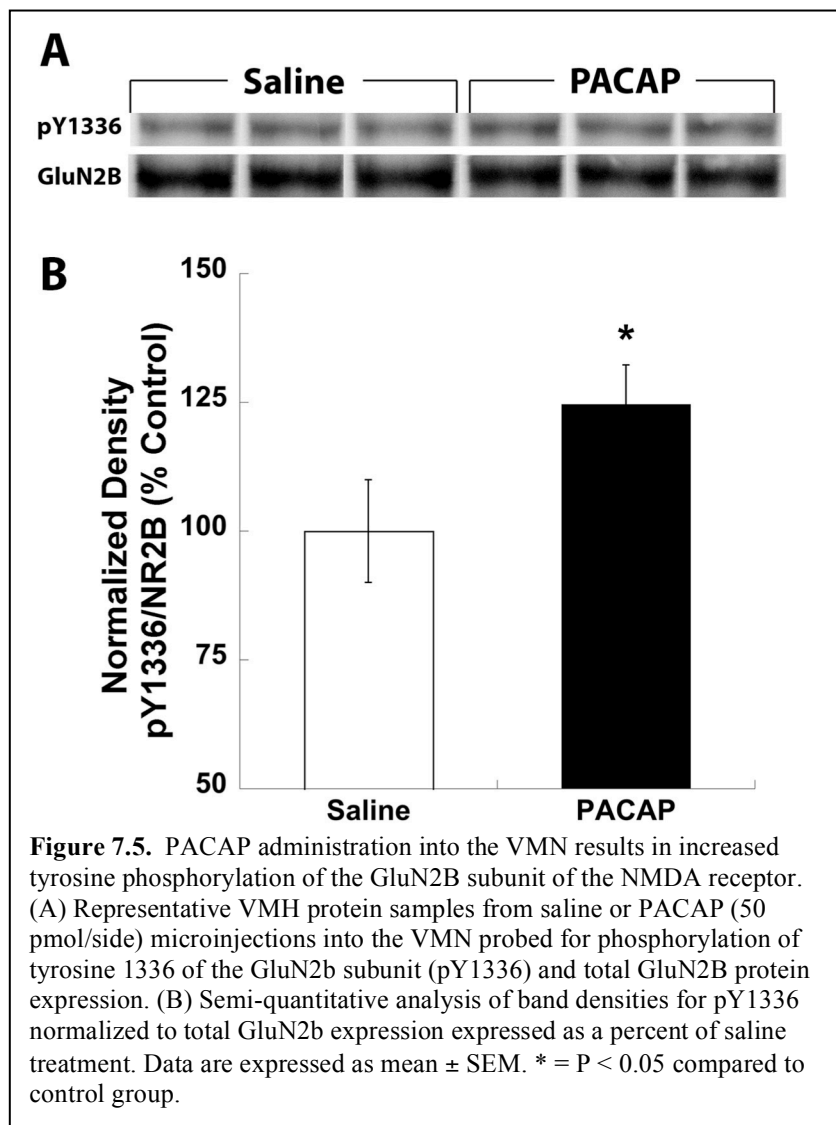 A
Saline PACAP
pY1336
GluN2B
B
Normalized Density
pY1336/NR2B (% Control)
150
125
100
75
50
*
Saline PACAP
Figure 7.5. PACAP administration into the VMN results in increased
tyrosine phosphorylation of the GluN2B subunit of the NMDA receptor.
(A) Representative VMH protein samples from saline or PACAP (50
pmol/side) microinjections into the VMN probed for phosphorylation of
tyrosine 1336 of the GluN2b subunit (pY1336) and total GluN2B protein
expression. (B) Semi-quantitative analysis of band densities for pY1336
normalized to total GluN2b expression expressed as a percent of saline
treatment. Data are expressed as mean ± SEM. * = P < 0.05 compared to
control group.